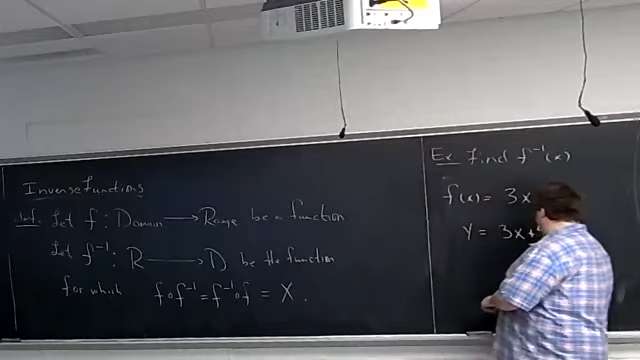 Inverse Functions
Def: Let f: Domain → Range be a function
Let f⁻¹: R → D be the function
for which f∘f⁻¹ = f⁻¹∘f = X.
Ex: Find f⁻¹(x)
f(x) = 3x
y = 3x+